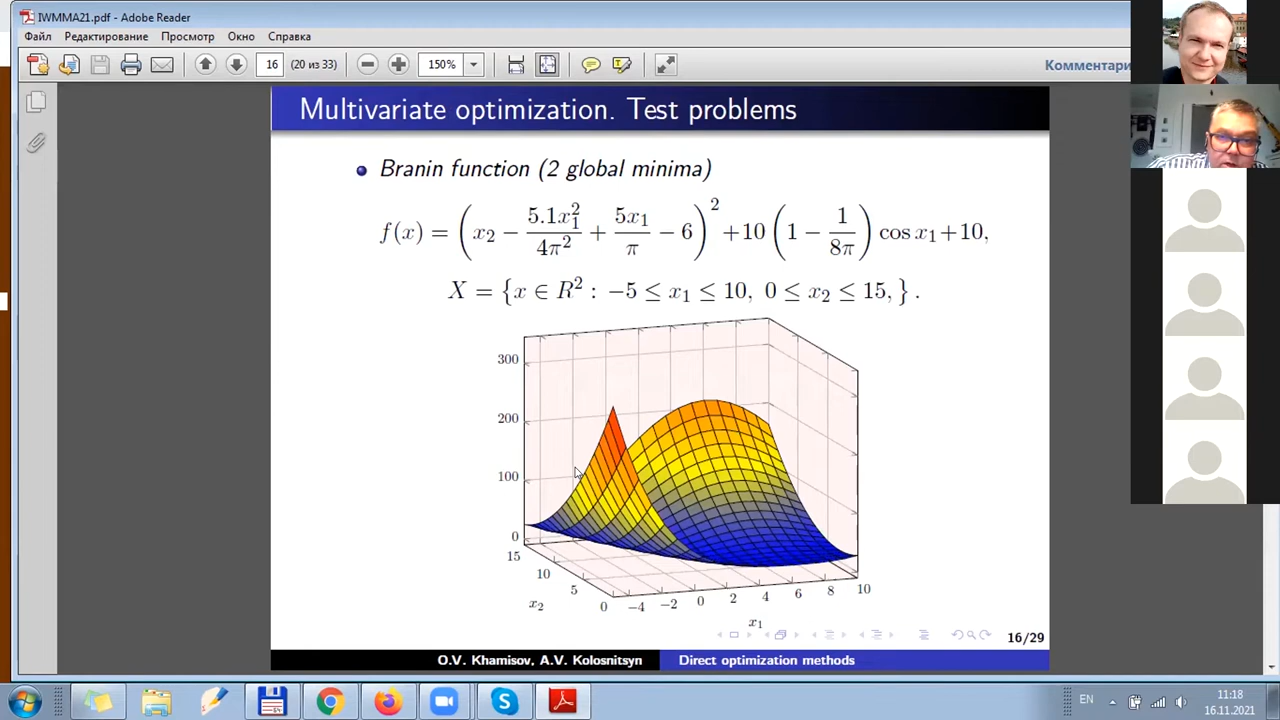 IWMMA21.pdf - Adobe Reader
Файл Редактирование Просмотр Окно Справка
16 (20 из 33) 150% Комментари
Multivariate optimization. Test problems
Branin function (2 global minima)
f(x) = (x₂ − 5.1x₁²/4π² + 5x₁/π − 6)² +10 (1 − 1/8π) cos x₁+10,
X = {x ∈ R² : −5 ≤ x₁ ≤ 10, 0 ≤ x₂ ≤ 15, } .
300
200
100
0
15
10
5
0
x₂
−4 −2 0 2 4 6 8 10
x₁
16/29
O.V. Khamisov, A.V. Kolosnitsyn Direct optimization methods
EN
11:18
16.11.2021